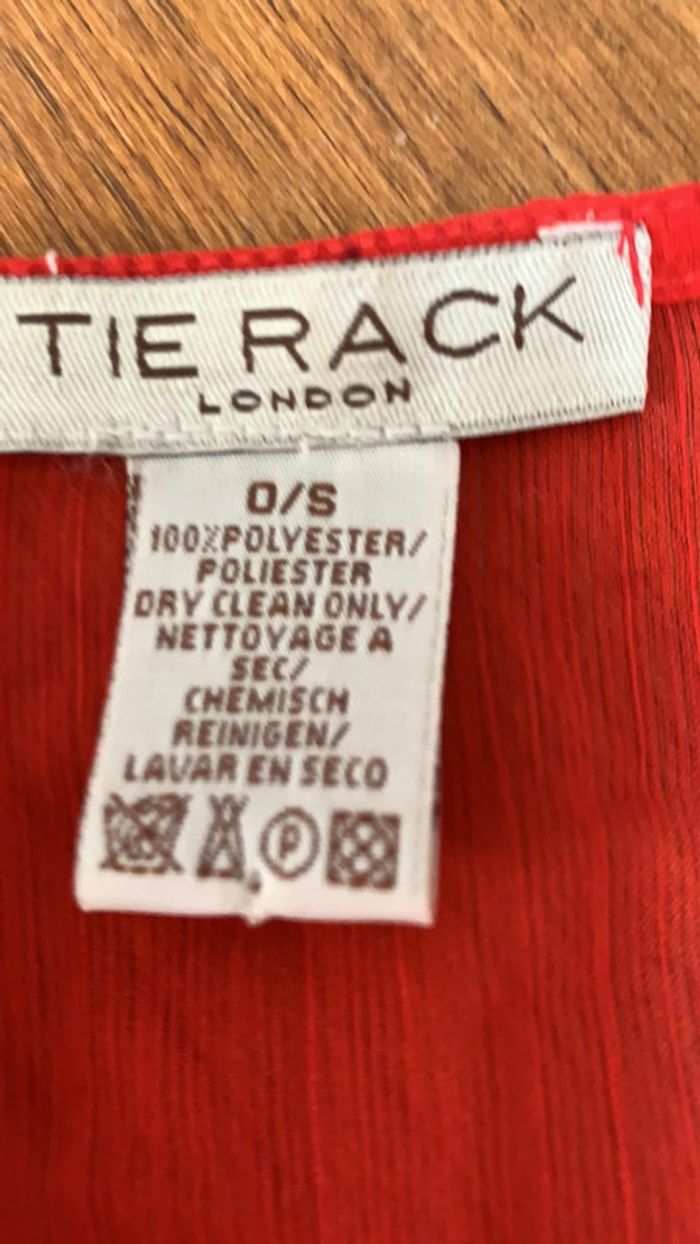 TIE RACK
LONDON
O/S
100%POLYESTER/
POLIESTER
DRY CLEAN ONLY/
NETTOYAGE A
SEC/
CHEMISCH
REINIGEN/
LAVAR EN SECO
P